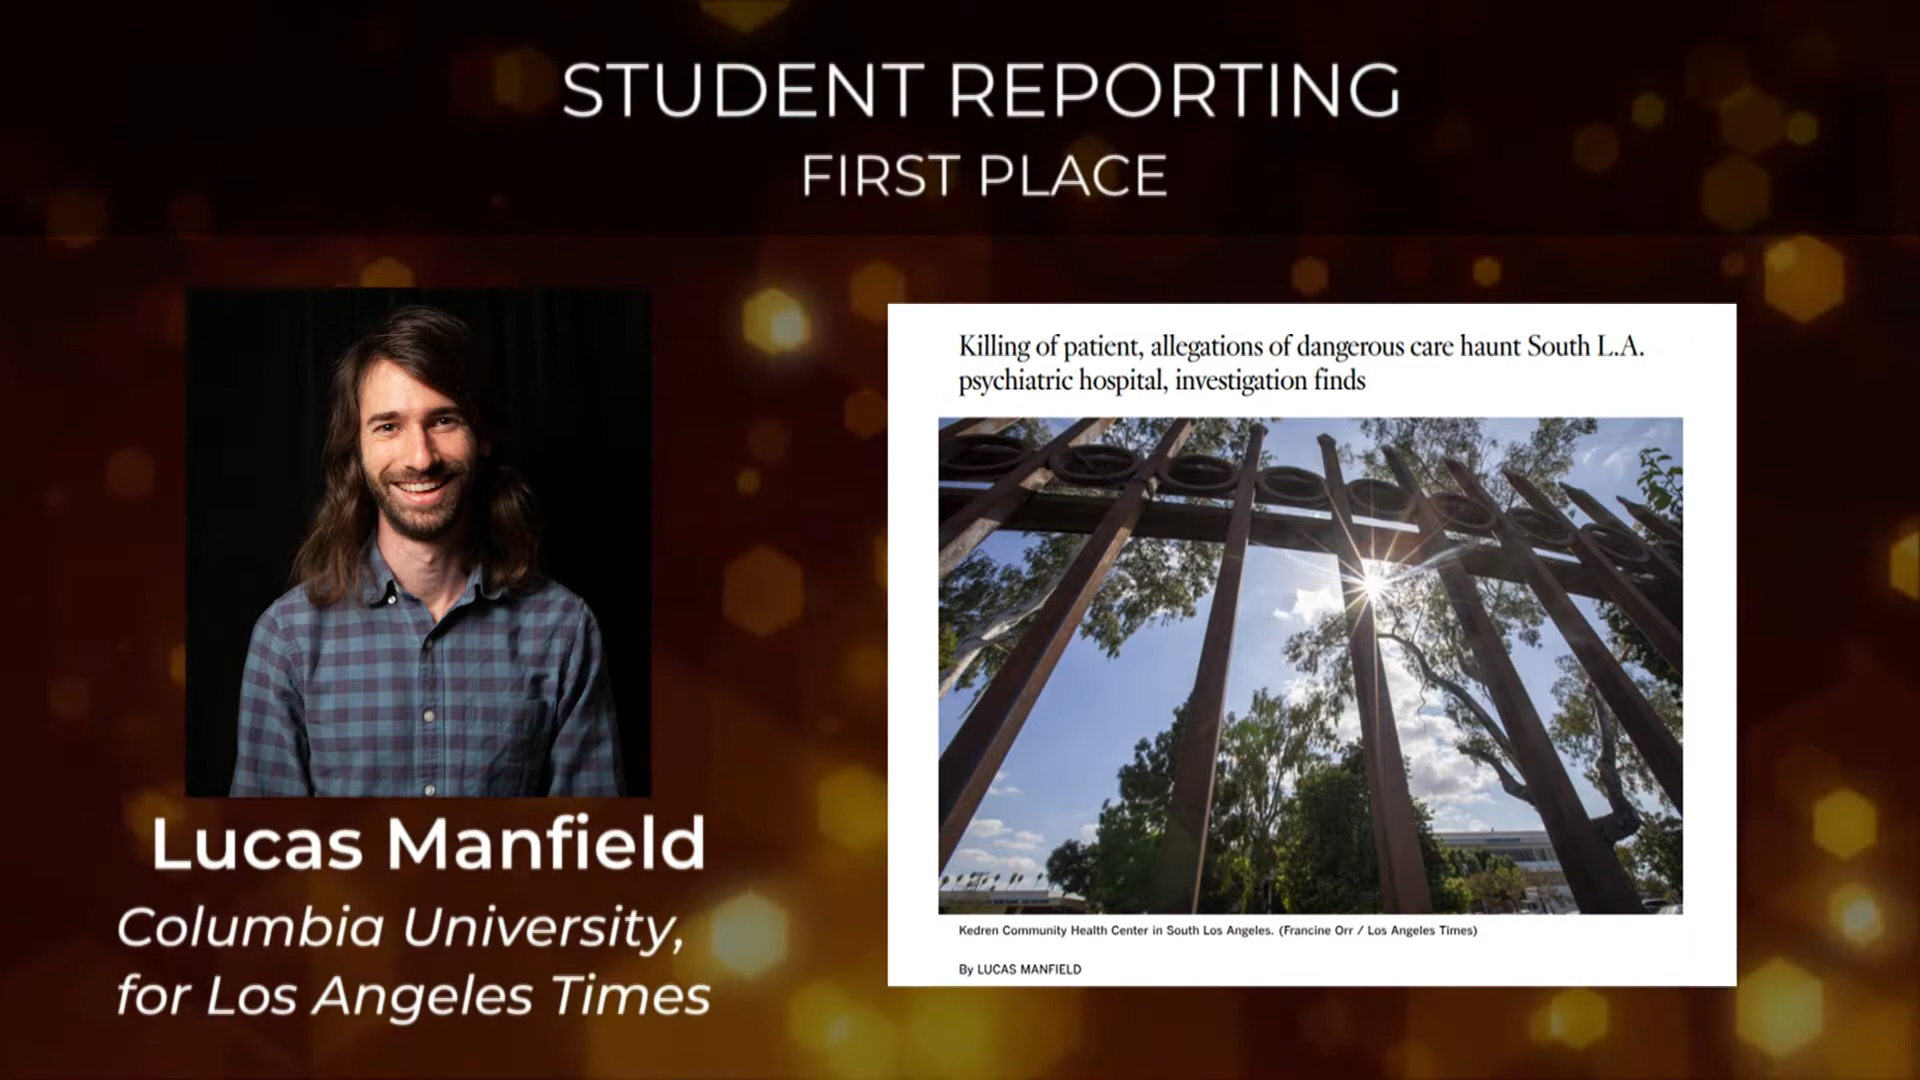 STUDENT REPORTING
FIRST PLACE
Lucas Manfield
Columbia University,
for Los Angeles Times
Killing of patient, allegations of dangerous care haunt South L.A.
psychiatric hospital, investigation finds
Kedren Community Health Center in South Los Angeles. (Francine Orr / Los Angeles Times)
By LUCAS MANFIELD